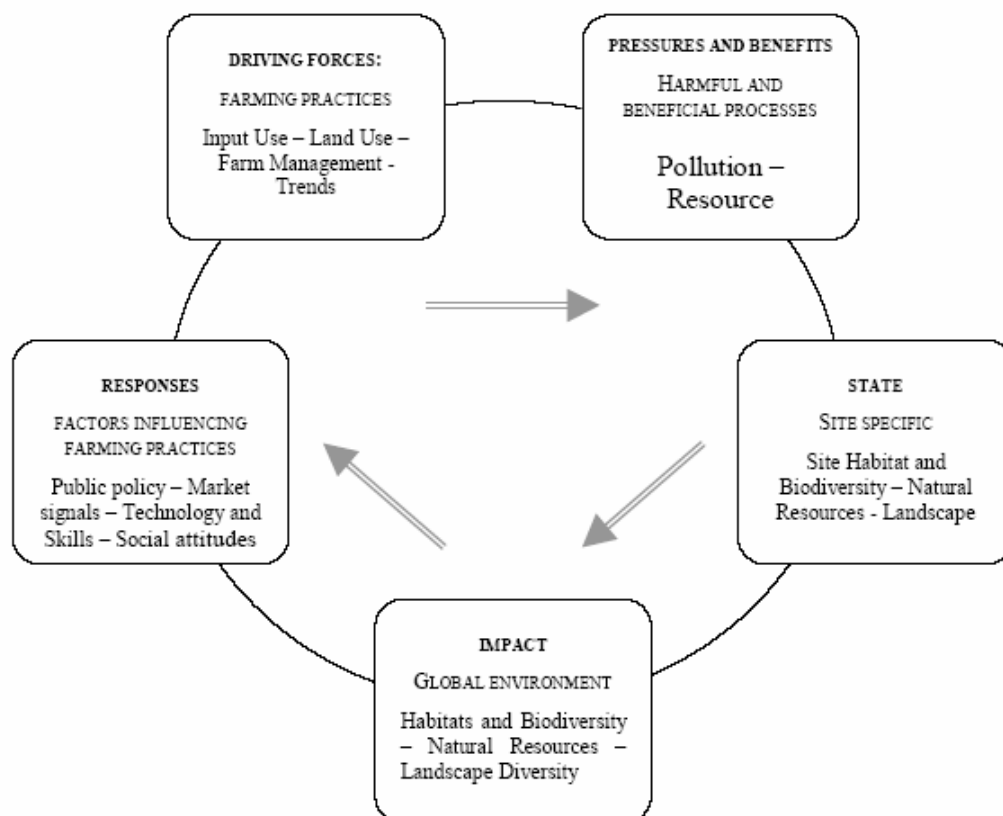 DRIVING FORCES:
FARMING PRACTICES
Input Use – Land Use –
Farm Management -
Trends
PRESSURES AND BENEFITS
HARMFUL AND
BENEFICIAL PROCESSES
Pollution –
Resource
RESPONSES
FACTORS INFLUENCING
FARMING PRACTICES
Public policy – Market
signals – Technology and
Skills – Social attitudes
STATE
SITE SPECIFIC
Site Habitat and
Biodiversity – Natural
Resources - Landscape
IMPACT
GLOBAL ENVIRONMENT
Habitats and Biodiversity
– Natural Resources –
Landscape Diversity